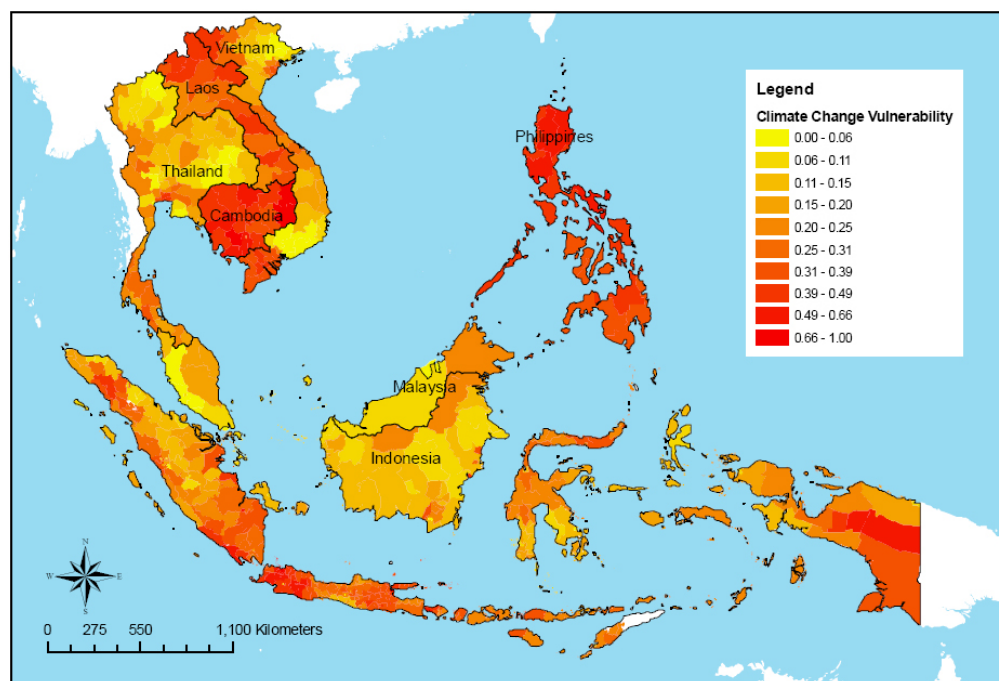 Vietnam
Laos
Thailand
Cambodia
Philippines
Malaysia
Indonesia
Legend
Climate Change Vulnerability
0.00 - 0.06
0.06 - 0.11
0.11 - 0.15
0.15 - 0.20
0.20 - 0.25
0.25 - 0.31
0.31 - 0.39
0.39 - 0.49
0.49 - 0.66
0.66 - 1.00
N
W E
S
0 275 550 1,100 Kilometers